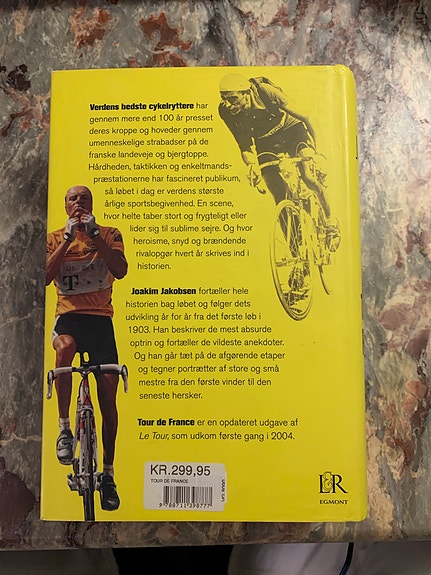 Verdens bedste cykelryttere har
gennem mere end 100 år presset
deres kroppe og hoveder gennem
umenneskelige strabadser på de
franske landeveje og bjergtoppe.
Hårdheden, taktikken og enkeltmands-
præstationerne har fascineret publikum,
så løbet i dag er verdens største
årlige sportsbegivenhed. En scene,
hvor helte taber stort og frygteligt eller
lider sig til sublime sejre. Og hvor
heroisme, snyd og brændende
rivalopgør hvert år skrives ind i
historien.
Joakim Jakobsen fortæller hele
historien bag løbet og følger dets
udvikling år for år fra det første løb i
1903. Han beskriver de mest absurde
optrin og fortæller de vildeste anekdoter.
Og han går tæt på de afgørende etaper
og tegner portrætter af store og små
mestre fra den første vinder til den
seneste hersker.
Tour de France er en opdateret udgave af
Le Tour, som udkom første gang i 2004.
KR.299,95
TOUR DE FRANCE
9 788711 398777
L&R
EGMONT